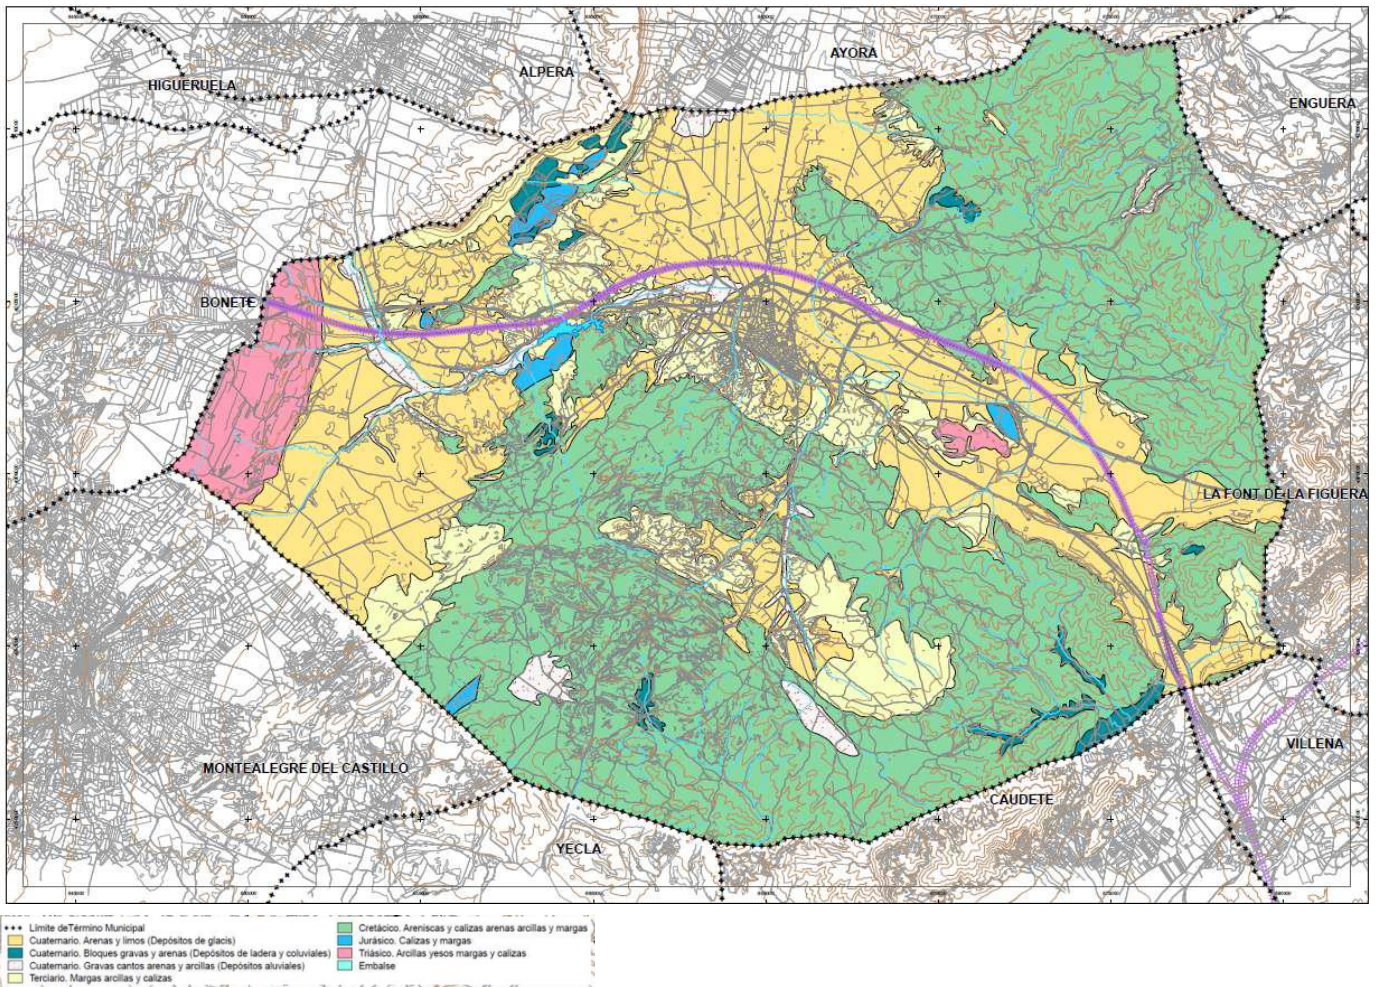 AYORA
ALPERA
HIGUERUELA
ENGUERA
BONETE
LA FONT DE LA FIGUERA
VILLENA
MONTEALEGRE DEL CASTILLO
CAUDETE
YECLA
Límite deTérmino Municipal
Cuaternario. Arenas y limos (Depósitos de glacis)
Cuaternario. Bloques gravas y arenas (Depósitos de ladera y coluviales)
Cuaternario. Gravas cantos arenas y arcillas (Depósitos aluviales)
Terciario. Margas arcillas y calizas
Cretácico. Areniscas y calizas arenas arcillas y margas
Jurásico. Calizas y margas
Triásico. Arcillas yesos margas y calizas
Embalse